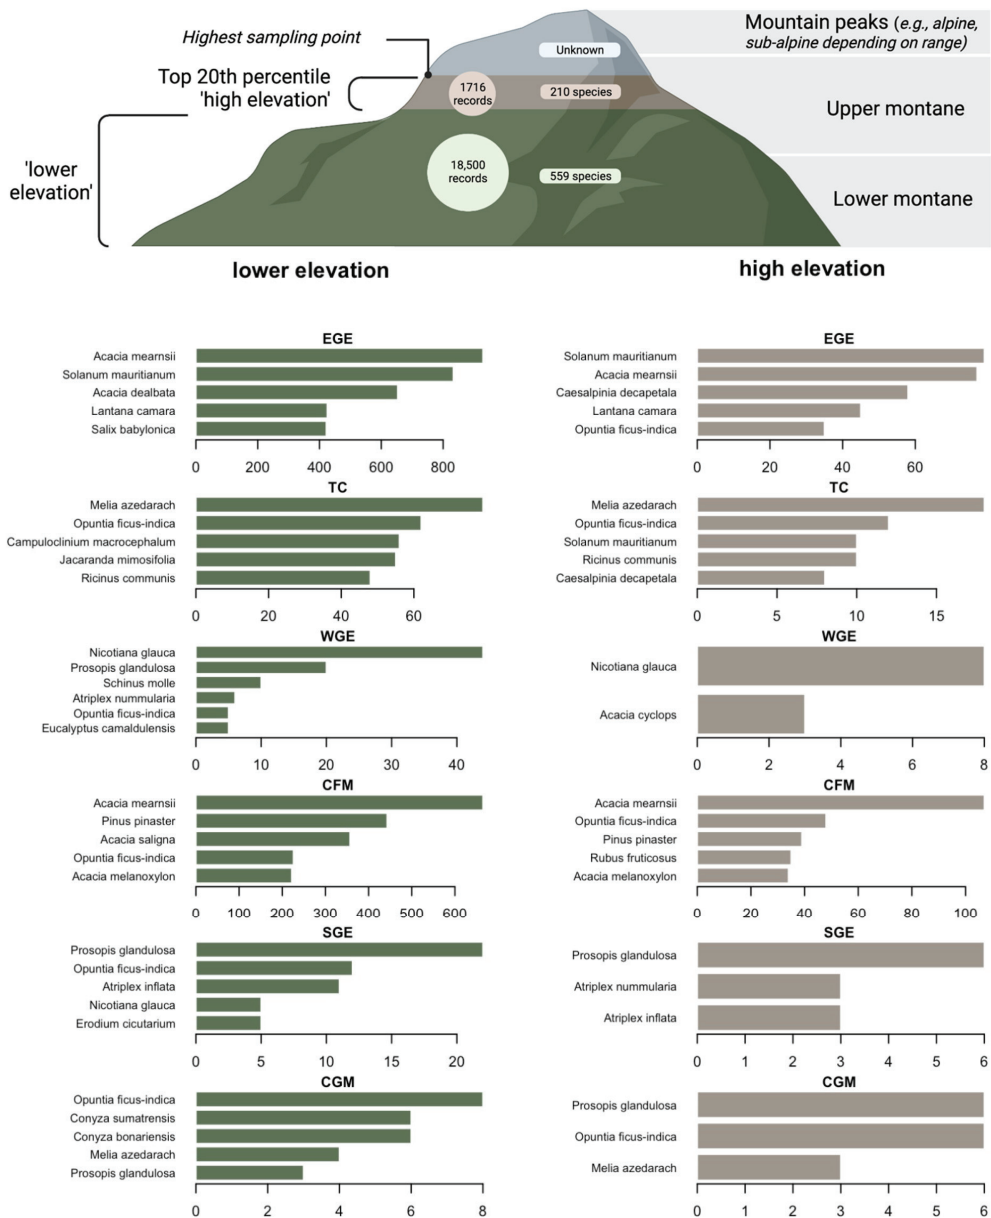 Highest sampling point
Top 20th percentile
'high elevation'
'lower
elevation'
Unknown
1716
records
210 species
18,500
records
559 species
Mountain peaks (e.g., alpine,
sub-alpine depending on range)
Upper montane
Lower montane
lower elevation
high elevation
EGE
Acacia mearnsii
Solanum mauritianum
Acacia dealbata
Lantana camara
Salix babylonica
0 200 400 600 800
EGE
Solanum mauritianum
Acacia mearnsii
Caesalpinia decapetala
Lantana camara
Opuntia ficus-indica
0 20 40 60
TC
Melia azedarach
Opuntia ficus-indica
Campuloclinium macrocephalum
Jacaranda mimosifolia
Ricinus communis
0 20 40 60
TC
Melia azedarach
Opuntia ficus-indica
Solanum mauritianum
Ricinus communis
Caesalpinia decapetala
0 5 10 15
WGE
Nicotiana glauca
Prosopis glandulosa
Schinus molle
Atriplex nummularia
Opuntia ficus-indica
Eucalyptus camaldulensis
0 10 20 30 40
WGE
Nicotiana glauca
Acacia cyclops
0 2 4 6 8
CFM
Acacia mearnsii
Pinus pinaster
Acacia saligna
Opuntia ficus-indica
Acacia melanoxylon
0 100 200 300 400 500 600
CFM
Acacia mearnsii
Opuntia ficus-indica
Pinus pinaster
Rubus fruticosus
Acacia melanoxylon
0 20 40 60 80 100
SGE
Prosopis glandulosa
Opuntia ficus-indica
Atriplex inflata
Nicotiana glauca
Erodium cicutarium
0 5 10 15 20
SGE
Prosopis glandulosa
Atriplex nummularia
Atriplex inflata
0 1 2 3 4 5 6
CGM
Opuntia ficus-indica
Conyza sumatrensis
Conyza bonariensis
Melia azedarach
Prosopis glandulosa
0 2 4 6 8
CGM
Prosopis glandulosa
Opuntia ficus-indica
Melia azedarach
0 1 2 3 4 5 6